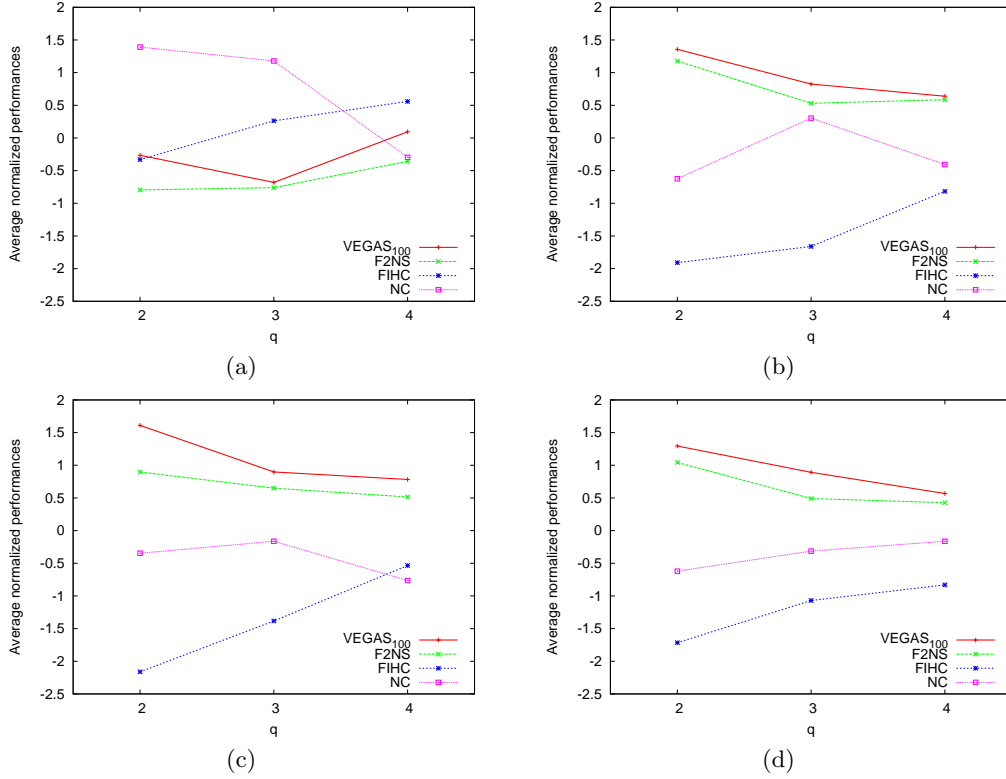 2
1.5
1
0.5
0
-0.5
-1
-1.5
-2
-2.5
Average normalized performances
2 3 4
q
VEGAS100
F2NS
FIHC
NC
(a)
2
1.5
1
0.5
0
-0.5
-1
-1.5
-2
-2.5
Average normalized performances
2 3 4
q
VEGAS100
F2NS
FIHC
NC
(b)
2
1.5
1
0.5
0
-0.5
-1
-1.5
-2
-2.5
Average normalized performances
2 3 4
q
VEGAS100
F2NS
FIHC
NC
(c)
2
1.5
1
0.5
0
-0.5
-1
-1.5
-2
-2.5
Average normalized performances
2 3 4
q
VEGAS100
F2NS
FIHC
NC
(d)